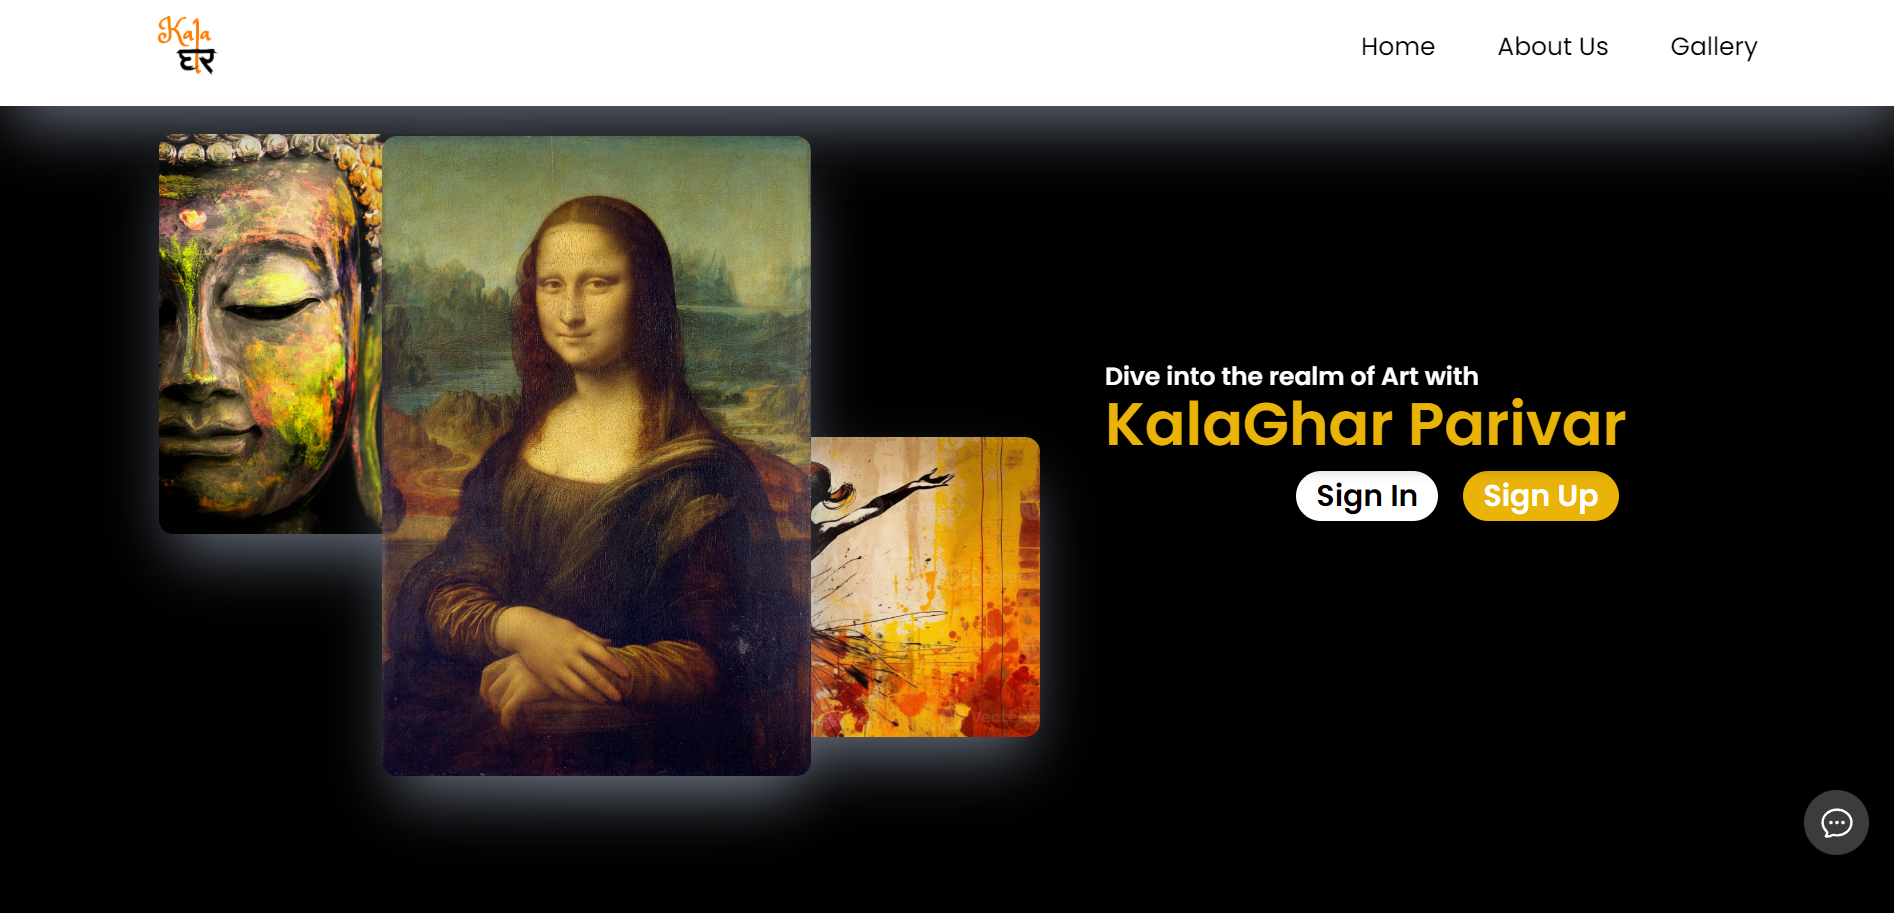 Kala
घर
Home
About Us
Gallery
Dive into the realm of Art with
KalaGhar Parivar
Sign In
Sign Up